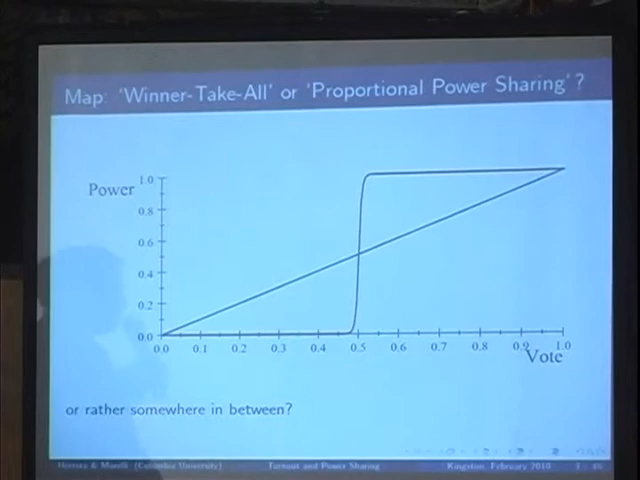 Map: 'Winner-Take-All' or 'Proportional Power Sharing'?
Power
1.0
0.8
0.6
0.4
0.2
0.0
0.0 0.1 0.2 0.3 0.4 0.5 0.6 0.7 0.8 0.9 1.0
Vote
or rather somewhere in between?
(Columbia University) Turnout and Power Sharing Kingston, February 2010